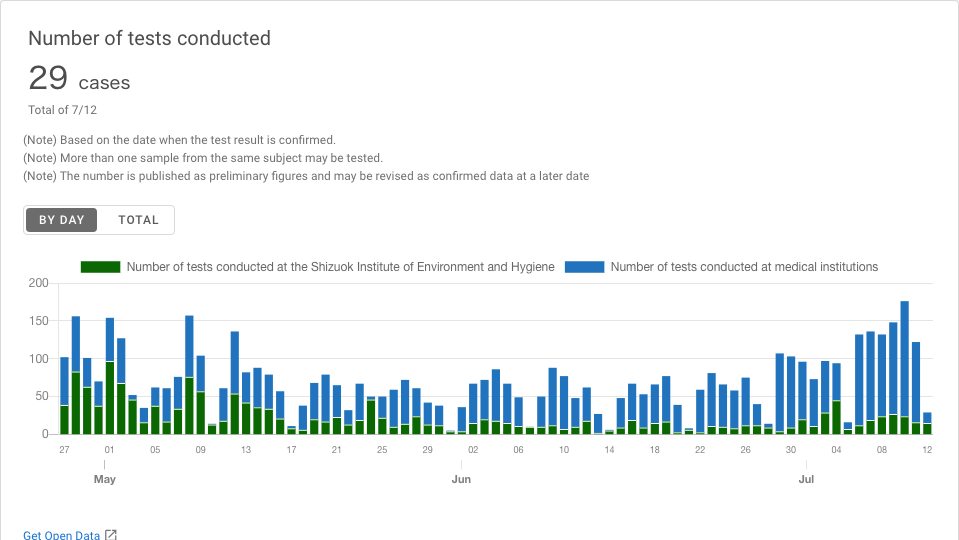 Number of tests conducted
29 cases
Total of 7/12
(Note) Based on the date when the test result is confirmed.
(Note) More than one sample from the same subject may be tested.
(Note) The number is published as preliminary figures and may be revised as confirmed data at a later date
BY DAY TOTAL
Number of tests conducted at the Shizuok Institute of Environment and Hygiene Number of tests conducted at medical institutions
200
150
100
50
0
27 01 05 09 13 17 21 25 29 02 06 10 14 18 22 26 30 04 08 12
May Jun Jul
Get Open Data